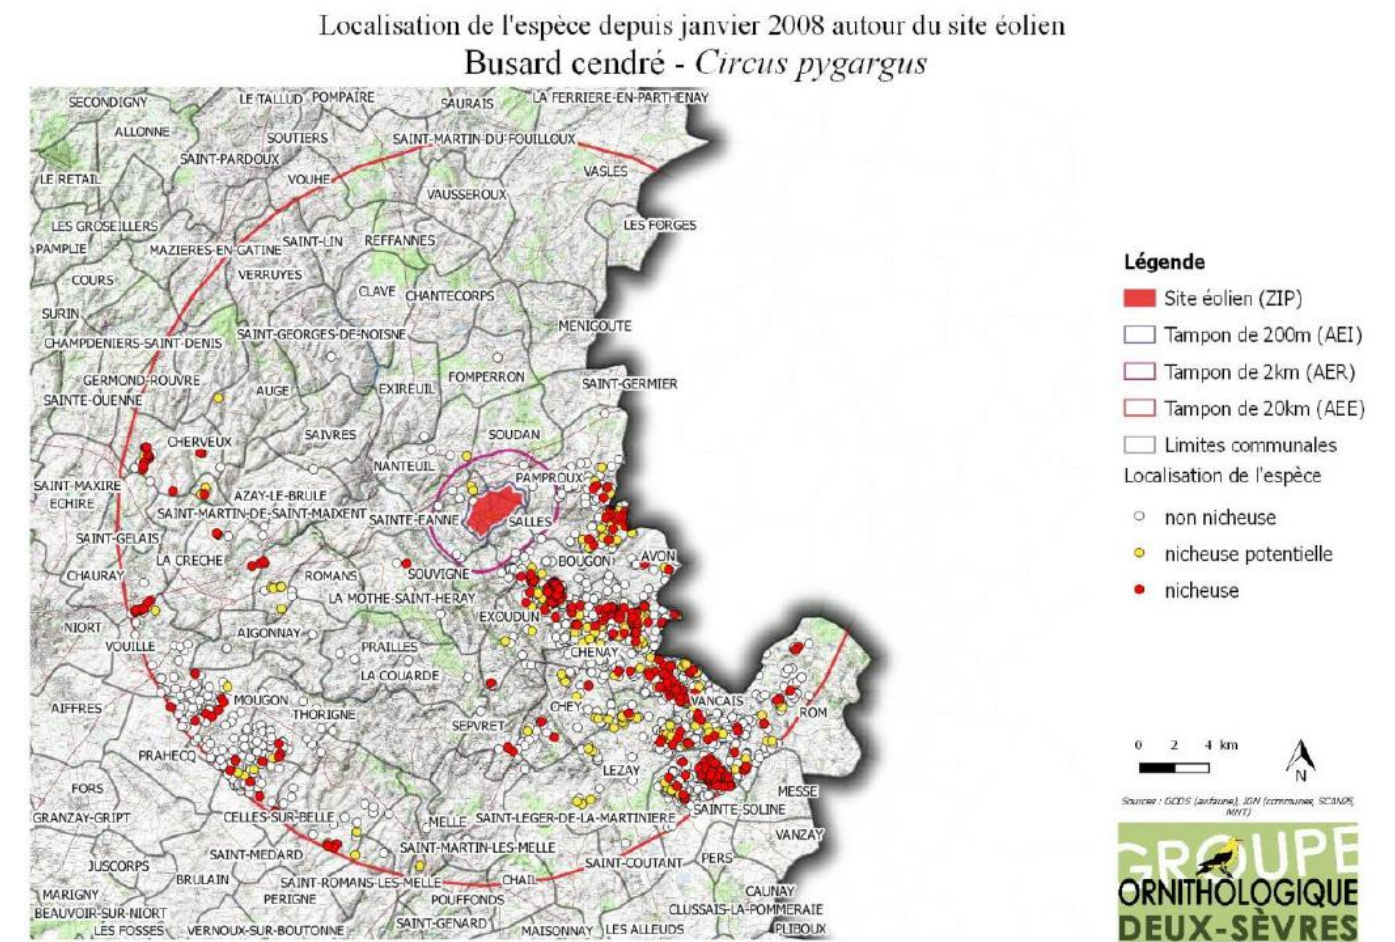 Localisation de l'espèce depuis janvier 2008 autour du site éolien
Busard cendré - Circus pygargus
SECONDIGNY
LE TALLUD
POMPAIRE
SAURAIS
LA FERRIERE-EN-PARTHENAY
ALLONNE
SOUTIERS
SAINT-MARTIN-DU-FOUILLOUX
SAINT-PARDOUX
LE RETAIL
VOUHE
VASLES
VAUSSEROUX
LES GROSEILLERS
LES FORGES
PAMPLIE
MAZIERES-EN-GATINE
SAINT-LIN
REFFANNES
COURS
VERRUYES
CLAVE
CHANTECORPS
SURIN
CHAMPDENIERS-SAINT-DENIS
SAINT-GEORGES-DE-NOISNE
MENIGOUTE
GERMOND-ROUVRE
AUGE
EXIREUIL
FOMPERRON
SAINT-GERMIER
SAINTE-OUENNE
CHERVEUX
SAIVRES
SOUDAN
NANTEUIL
PAMPROUX
SAINT-MAXIRE
ECHIRE
AZAY-LE-BRULE
SAINT-MARTIN-DE-SAINT-MAIXENT
SAINTE-EANNE
SALLES
SAINT-GELAIS
LA CRECHE
BOUGON
AVON
CHAURAY
ROMANS
SOUVIGNE
LA MOTHE-SAINT-HERAY
EXOUDUN
NIORT
AIGONNAY
VOUILLE
PRAILLES
CHENAY
LA COUARDE
AIFFRES
MOUGON
THORIGNE
CHEY
VANCAIS
ROM
SEPVRET
PRAHECQ
LEZAY
FORS
MESSE
SAINTE-SOLINE
GRANZAY-GRIPT
CELLES-SUR-BELLE
MELLE
SAINT-LEGER-DE-LA-MARTINIERE
VANZAY
SAINT-MARTIN-LES-MELLE
JUSCORPS
SAINT-MEDARD
SAINT-COUTANT
PERS
BRULAIN
SAINT-ROMANS-LES-MELLE
CHAIL
MARIGNY
PERIGNE
POUFFONDS
CAUNAY
BEAUVOIR-SUR-NIORT
CLUSSAIS-LA-POMMERAIE
LES FOSSES
VERNOUX-SUR-BOUTONNE
SAINT-GENARD
MAISONNAY
LES ALLEUDS
PLIBOUX
Légende
Site éolien (ZIP)
Tampon de 200m (AEI)
Tampon de 2km (AER)
Tampon de 20km (AEE)
Limites communales
Localisation de l'espèce
non nicheuse
nicheuse potentielle
nicheuse
0 2 4 km
N
Sources : GODS (avifaune), IGN (communes, SCAN25,
MNT)
GROUPE
ORNITHOLOGIQUE
DEUX-SÈVRES